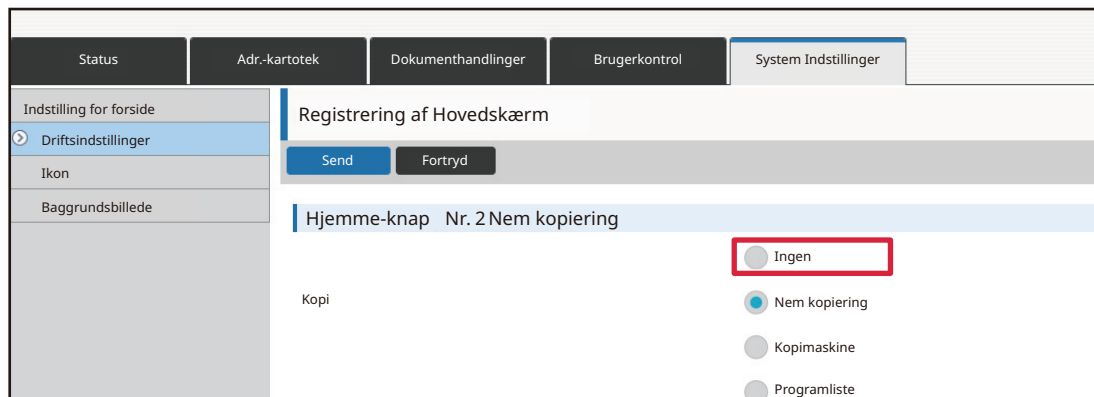 Status
Adr.-kartotek
Dokumenthandlinger
Brugerkontrol
System Indstillinger
Indstilling for forside
Driftsindstillinger
Ikon
Baggrundsbillede
Registrering af Hovedskærm
Send
Fortryd
Hjemme-knap Nr. 2 Nem kopiering
Ingen
Kopi
Nem kopiering
Kopimaskine
Programliste